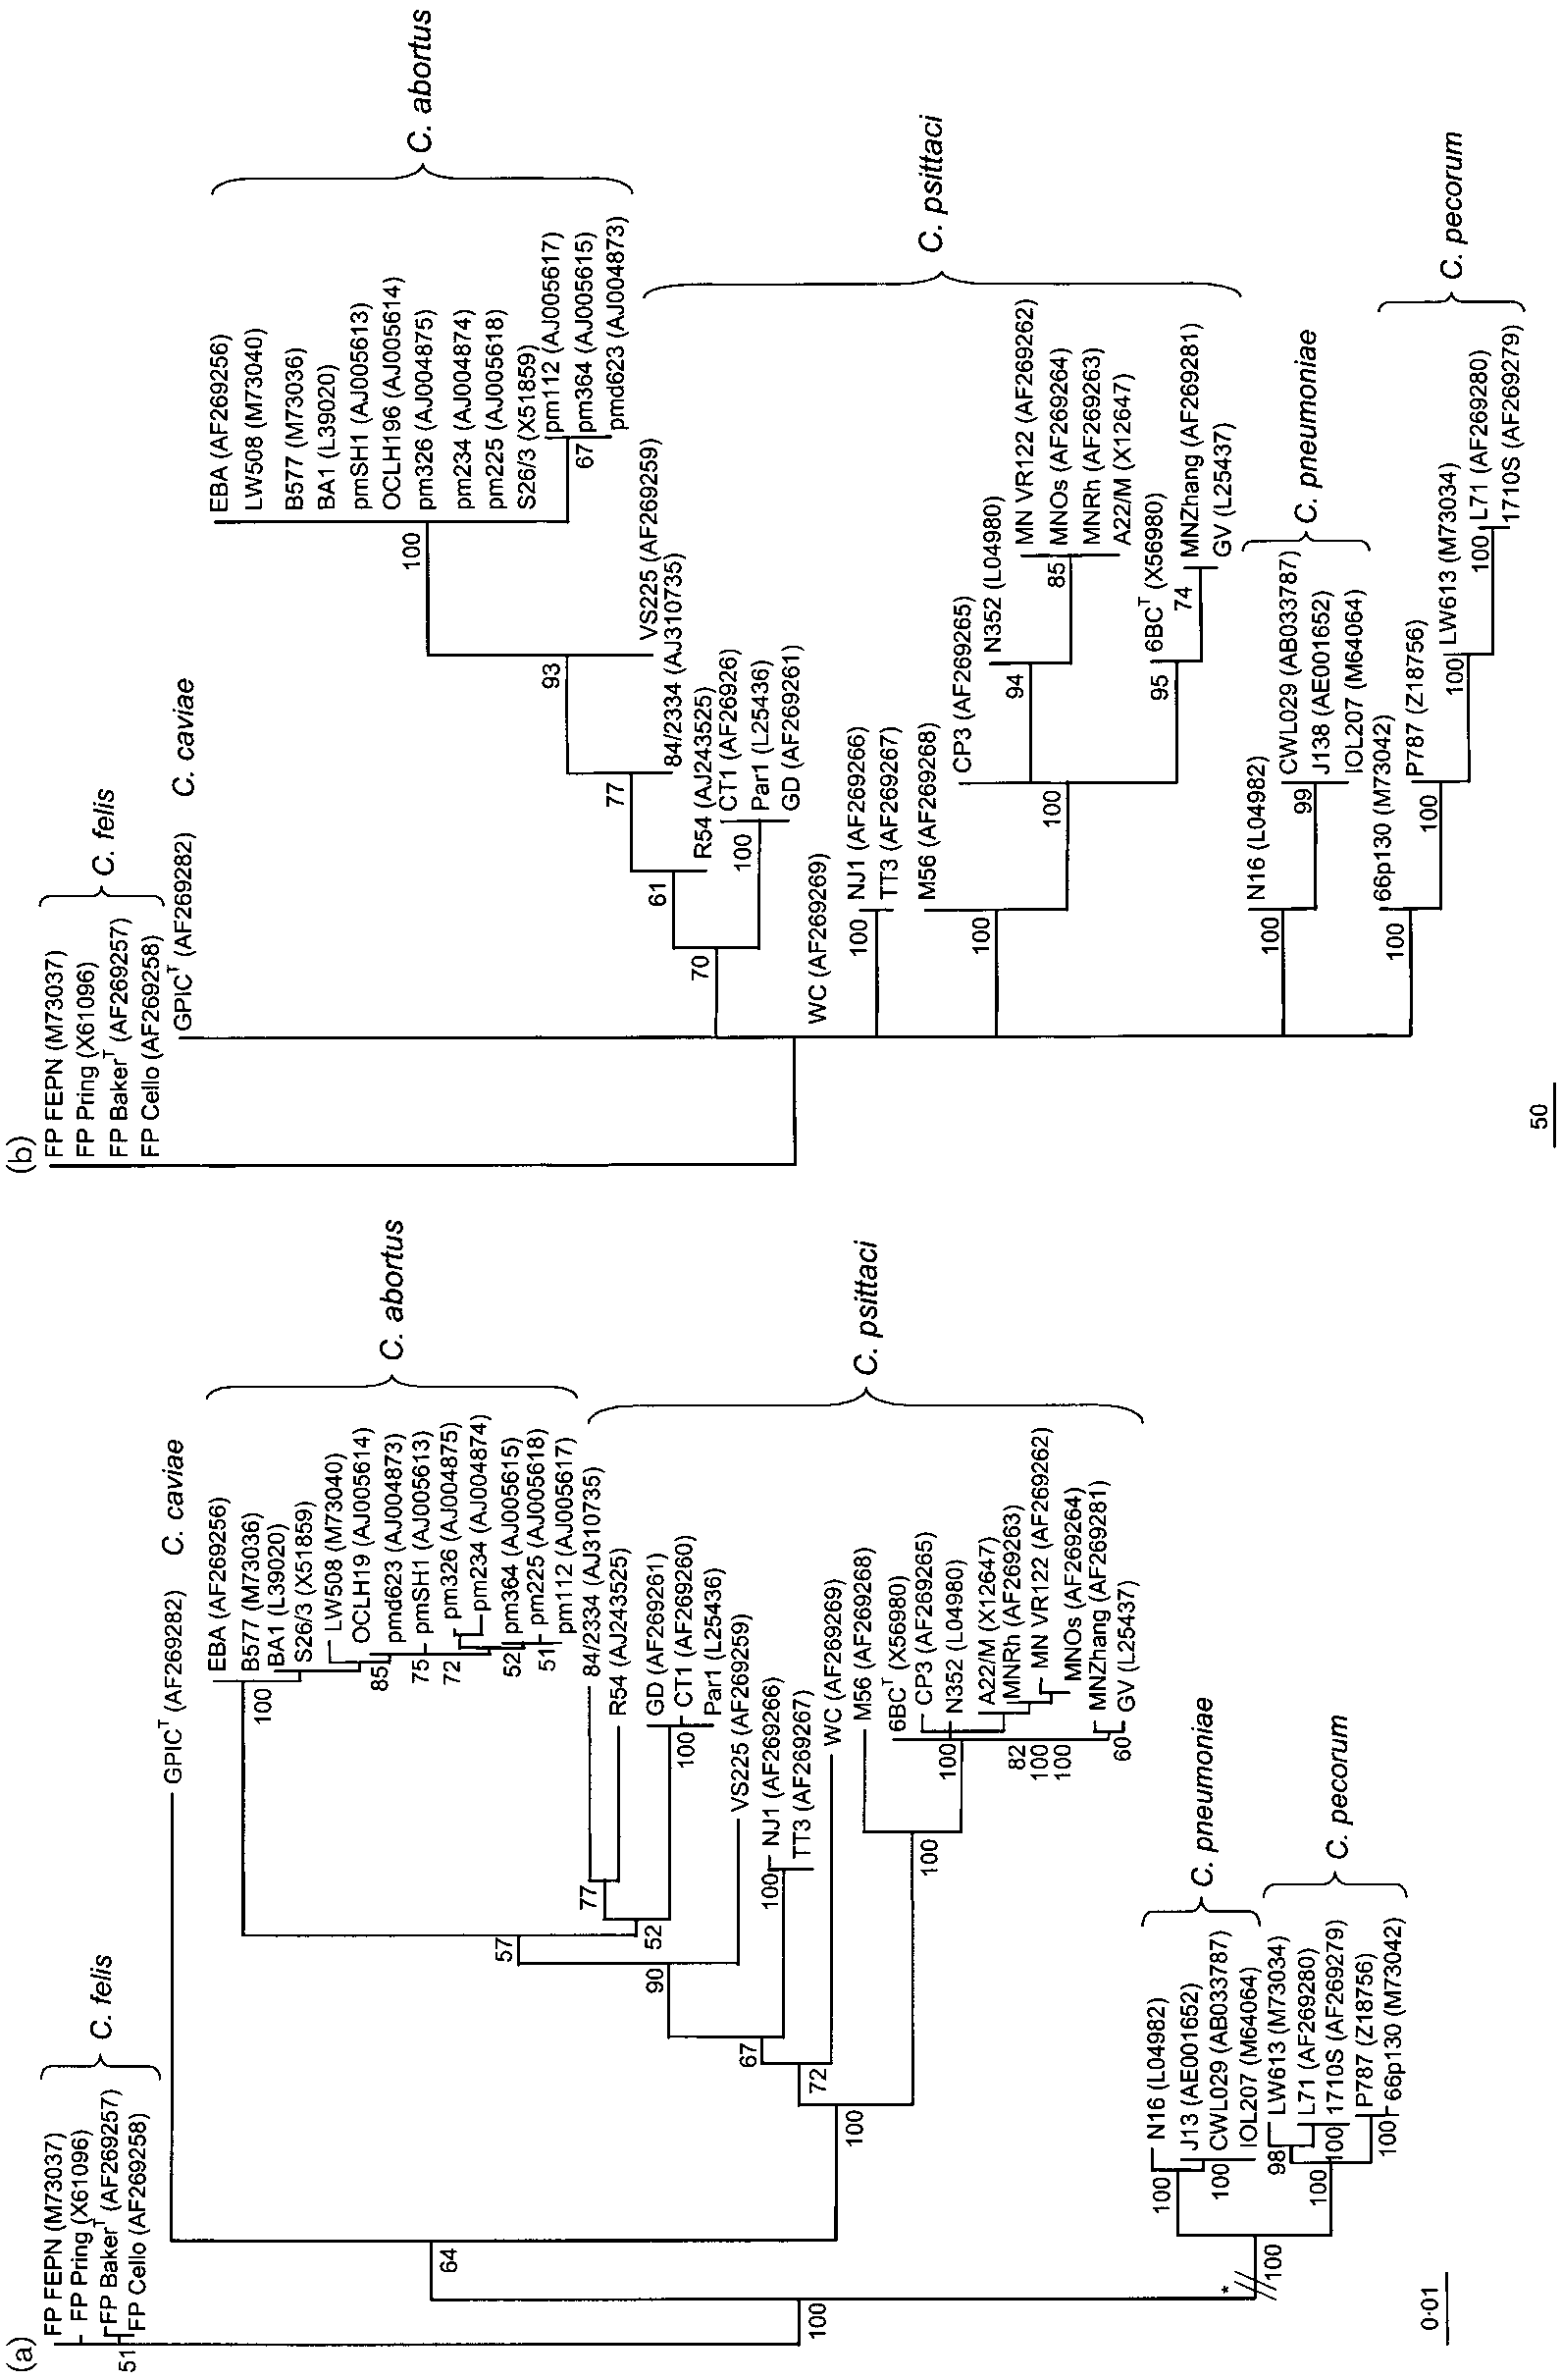 (a)
FP FEPN (M73037)
FP Pring (X61096)
FP Baker^T (AF269257)
FP Cello (AF269258)
C. felis
51
GPIC^T (AF269282)
C. caviae
EBA (AF269256)
B577 (M73036)
BA1 (L39020)
S26/3 (X51859)
LW508 (M73040)
OCLH19 (AJ005614)
pmd623 (AJ004873)
pmSH1 (AJ005613)
pm326 (AJ004875)
pm234 (AJ004874)
pm364 (AJ005615)
pm225 (AJ005618)
pm112 (AJ005617)
C. abortus
100
85
75
72
52
51
84/2334 (AJ310735)
R54 (AJ243525)
GD (AF269261)
CT1 (AF269260)
Par1 (L25436)
VS225 (AF269259)
NJ1 (AF269266)
TT3 (AF269267)
WC (AF269269)
M56 (AF269268)
6BC^T (X56980)
CP3 (AF269265)
N352 (L04980)
A22/M (X12647)
MNRh (AF269263)
MN VR122 (AF269262)
MNOs (AF269264)
MNZhang (AF269281)
GV (L25437)
C. psittaci
77
100
52
57
90
100
67
72
100
82
100
100
60
100
100
64
100
N16 (L04982)
J13 (AE001652)
CWL029 (AB033787)
IOL207 (M64064)
C. pneumoniae
LW613 (M73034)
L71 (AF269280)
1710S (AF269279)
P787 (Z18756)
66p130 (M73042)
C. pecorum
100
100
98
100
100
100
*
100
0·01
(b)
FP FEPN (M73037)
FP Pring (X61096)
FP Baker^T (AF269257)
FP Cello (AF269258)
C. felis
GPIC^T (AF269282)
C. caviae
EBA (AF269256)
LW508 (M73040)
B577 (M73036)
BA1 (L39020)
pmSH1 (AJ005613)
OCLH196 (AJ005614)
pm326 (AJ004875)
pm234 (AJ004874)
pm225 (AJ005618)
S26/3 (X51859)
pm112 (AJ005617)
pm364 (AJ005615)
pmd623 (AJ004873)
C. abortus
100
67
VS225 (AF269259)
84/2334 (AJ310735)
R54 (AJ243525)
CT1 (AF26926)
Par1 (L25436)
GD (AF269261)
93
77
61
100
70
WC (AF269269)
NJ1 (AF269266)
TT3 (AF269267)
100
M56 (AF269268)
CP3 (AF269265)
N352 (L04980)
MN VR122 (AF269262)
MNOs (AF269264)
MNRh (AF269263)
A22/M (X12647)
6BC^T (X56980)
MNZhang (AF269281)
GV (L25437)
C. psittaci
94
85
100
95
74
100
N16 (L04982)
CWL029 (AB033787)
J138 (AE001652)
IOL207 (M64064)
C. pneumoniae
99
100
66p130 (M73042)
P787 (Z18756)
LW613 (M73034)
L71 (AF269280)
1710S (AF269279)
C. pecorum
100
100
100
100
50